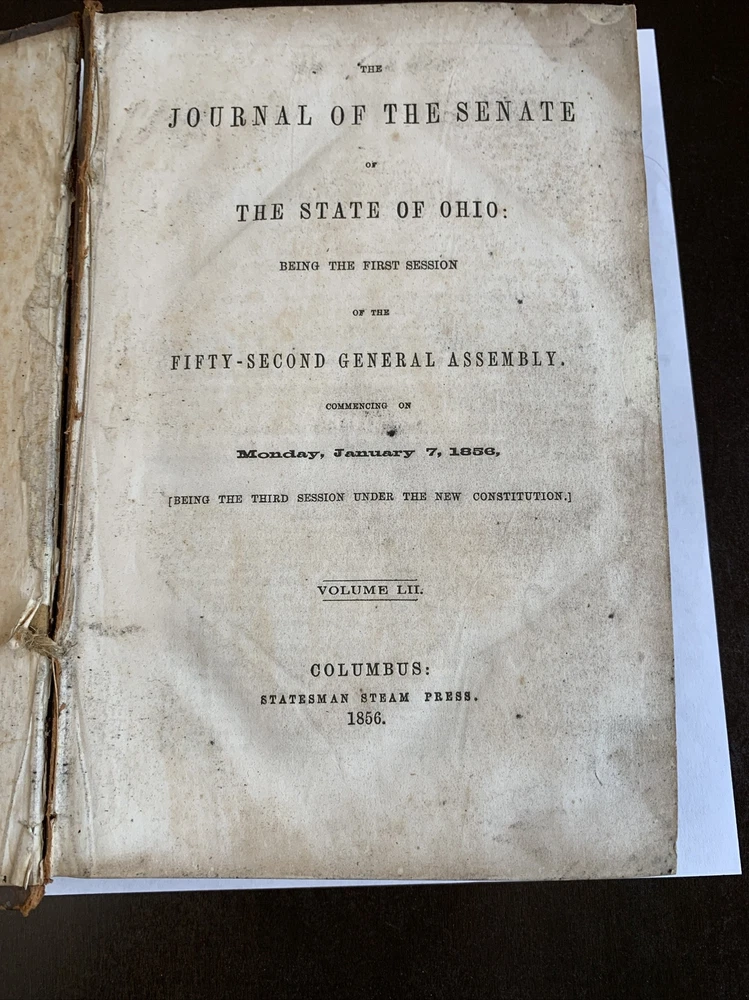 THE
JOURNAL OF THE SENATE
OF
THE STATE OF OHIO:
BEING THE FIRST SESSION
OF THE
FIFTY-SECOND GENERAL ASSEMBLY.
COMMENCING ON
Monday, January 7, 1856,
[BEING THE THIRD SESSION UNDER THE NEW CONSTITUTION.]
VOLUME LII.
COLUMBUS:
STATESMAN STEAM PRESS.
1856.